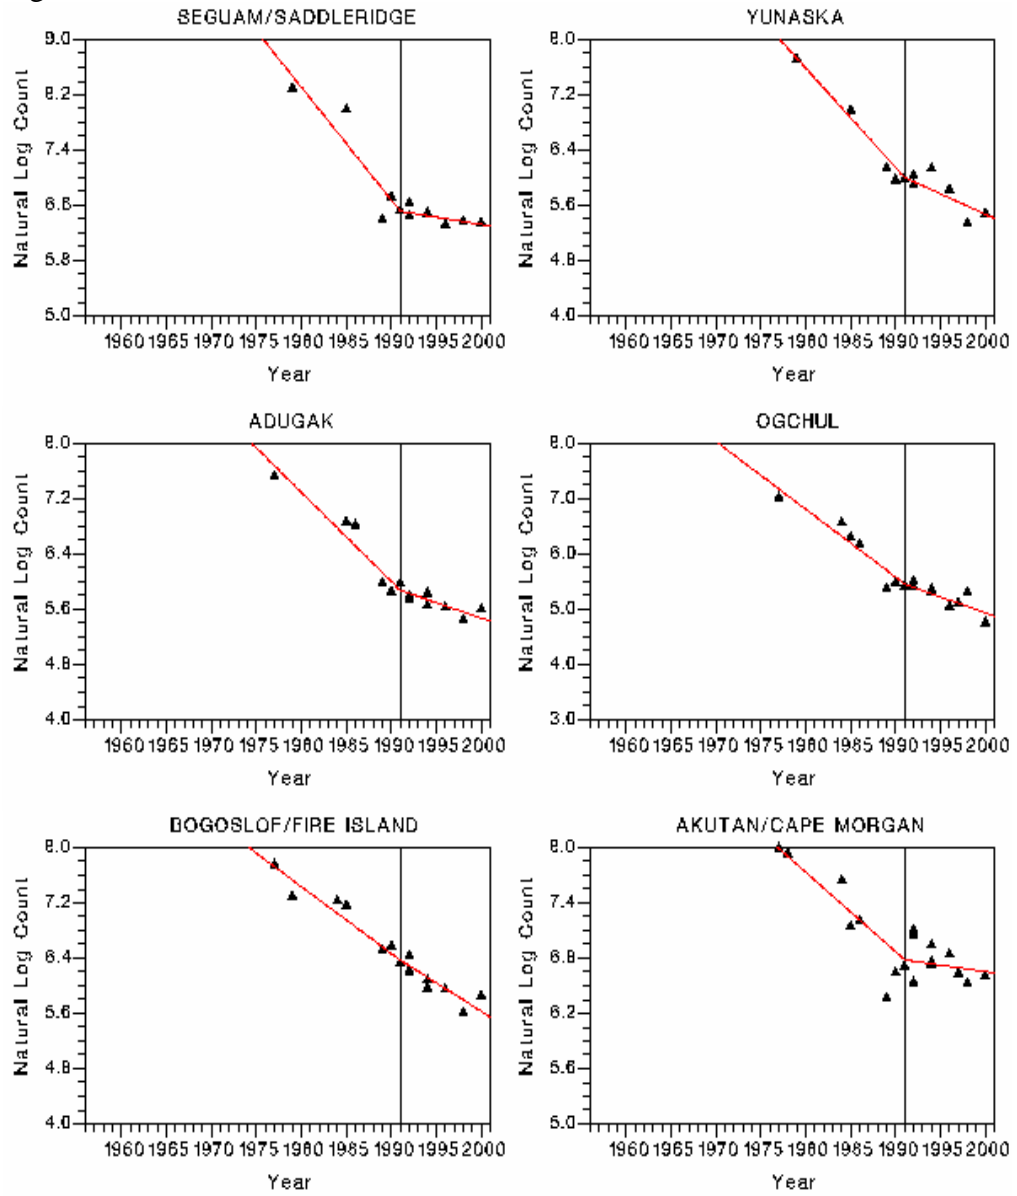 SEGUAM/SADDLERIDGE
9.0
8.2
7.4
6.6
5.8
5.0
Natural Log Count
1960 1965 1970 1975 1980 1985 1990 1995 2000
Year
YUNASKA
8.0
7.2
6.4
5.6
4.8
4.0
Natural Log Count
1960 1965 1970 1975 1980 1985 1990 1995 2000
Year
ADUGAK
8.0
7.2
6.4
5.6
4.8
4.0
Natural Log Count
1960 1965 1970 1975 1980 1985 1990 1995 2000
Year
OGCHUL
8.0
7.0
6.0
5.0
4.0
3.0
Natural Log Count
1960 1965 1970 1975 1980 1985 1990 1995 2000
Year
BOGOSLOF/FIRE ISLAND
8.0
7.2
6.4
5.6
4.8
4.0
Natural Log Count
1960 1965 1970 1975 1980 1985 1990 1995 2000
Year
AKUTAN/CAPE MORGAN
8.0
7.4
6.8
6.2
5.6
5.0
Natural Log Count
1960 1965 1970 1975 1980 1985 1990 1995 2000
Year